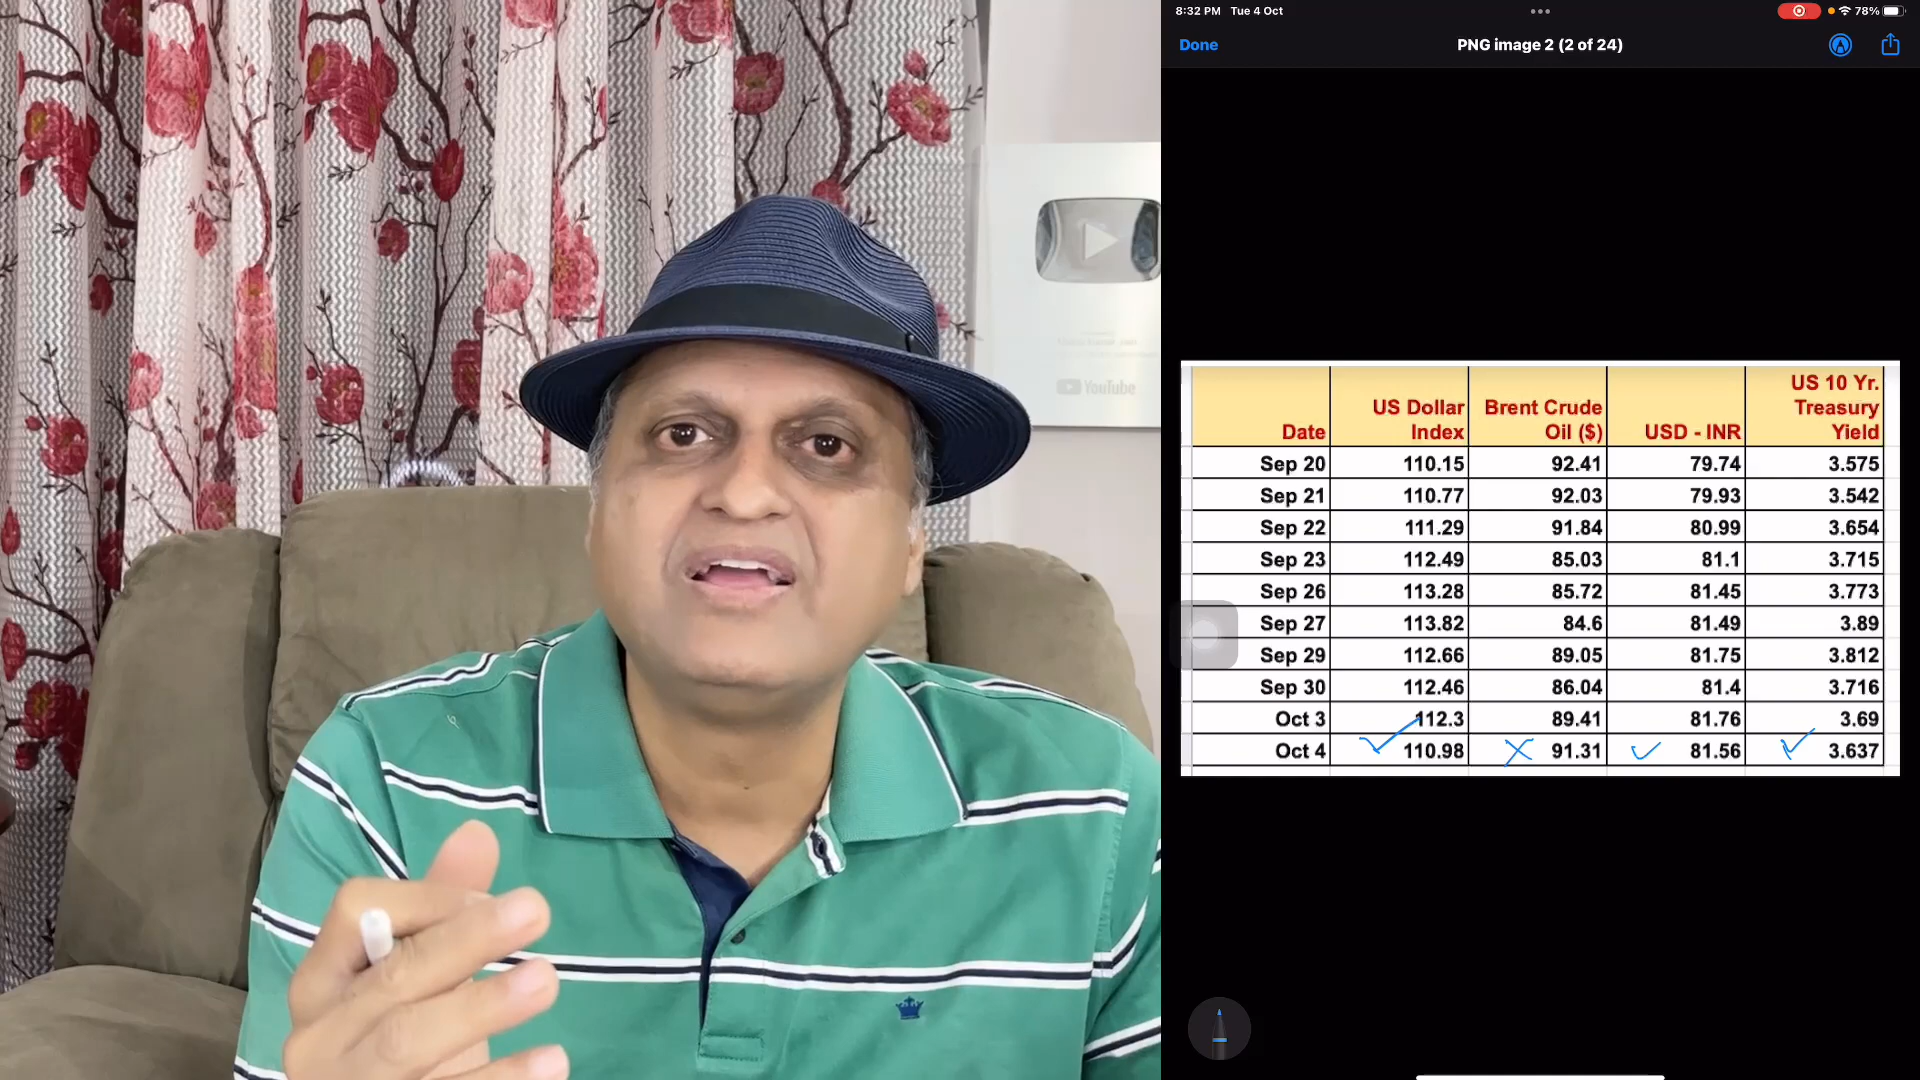 8:32 PM Tue 4 Oct
78%
Done
PNG image 2 (2 of 24)
YouTube
Date US Dollar Index Brent Crude Oil ($) USD - INR US 10 Yr. Treasury Yield
Sep 20 110.15 92.41 79.74 3.575
Sep 21 110.77 92.03 79.93 3.542
Sep 22 111.29 91.84 80.99 3.654
Sep 23 112.49 85.03 81.1 3.715
Sep 26 113.28 85.72 81.45 3.773
Sep 27 113.82 84.6 81.49 3.89
Sep 29 112.66 89.05 81.75 3.812
Sep 30 112.46 86.04 81.4 3.716
Oct 3 112.3 89.41 81.76 3.69
Oct 4 110.98 91.31 81.56 3.637